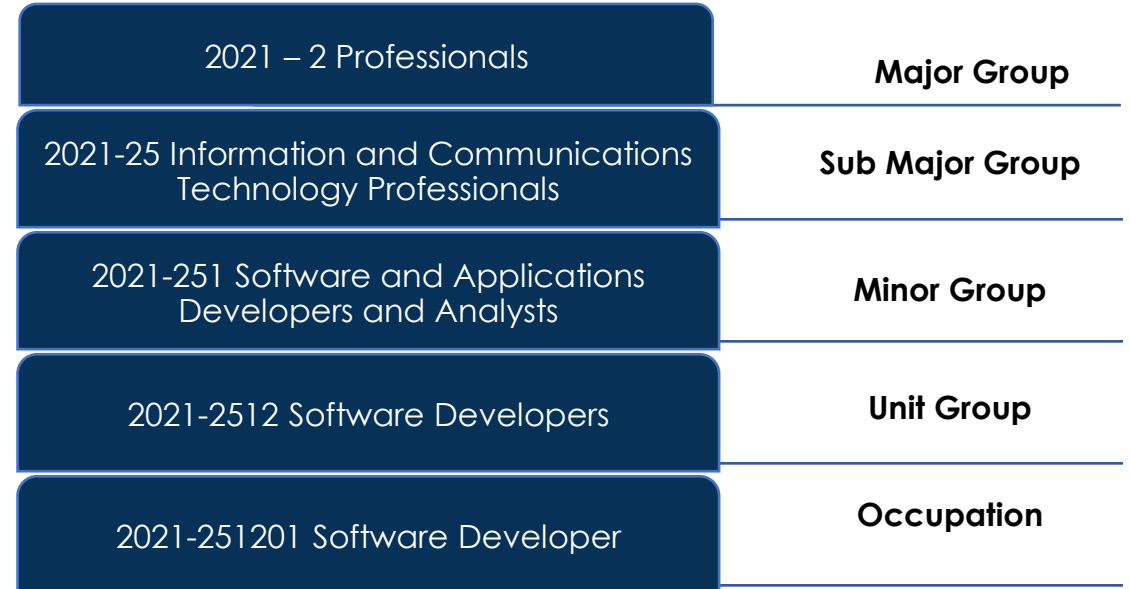 2021 – 2 Professionals
Major Group
2021-25 Information and Communications
Technology Professionals
Sub Major Group
2021-251 Software and Applications
Developers and Analysts
Minor Group
2021-2512 Software Developers
Unit Group
2021-251201 Software Developer
Occupation